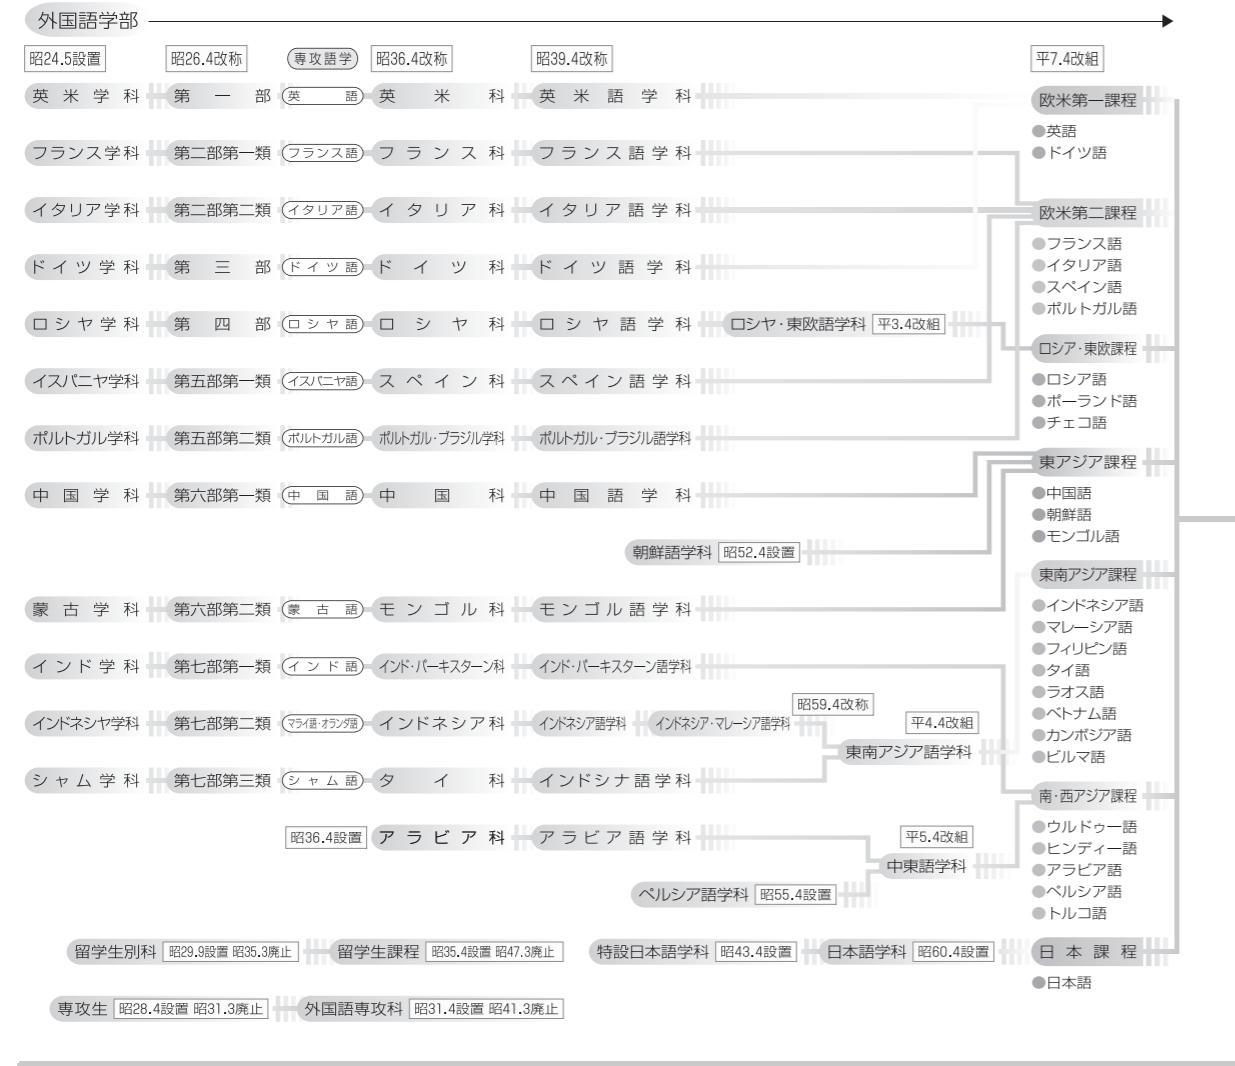 外国語学部
昭24.5設置 昭26.4改称 専攻語学 昭36.4改称 昭39.4改称 平7.4改組
英米学科 第一部 英語 英米科 英米語学科 欧米第一課程
●英語
●ドイツ語
フランス学科 第二部第一類 フランス語 フランス科 フランス語学科
イタリア学科 第二部第二類 イタリア語 イタリア科 イタリア語学科 欧米第二課程
●フランス語
●イタリア語
●スペイン語
●ポルトガル語
ドイツ学科 第三部 ドイツ語 ドイツ科 ドイツ語学科
ロシヤ学科 第四部 ロシヤ語 ロシヤ科 ロシヤ語学科 ロシヤ・東欧語学科 平3.4改組
ロシア・東欧課程
●ロシア語
●ポーランド語
●チェコ語
イスパニヤ学科 第五部第一類 イスパニヤ語 スペイン科 スペイン語学科
ポルトガル学科 第五部第二類 ポルトガル語 ポルトガル・ブラジル学科 ポルトガル・ブラジル語学科
東アジア課程
●中国語
●朝鮮語
●モンゴル語
中国学科 第六部第一類 中国語 中国科 中国語学科
朝鮮語学科 昭52.4設置
東南アジア課程
●インドネシア語
●マレーシア語
●フィリピン語
●タイ語
●ラオス語
●ベトナム語
●カンボジア語
●ビルマ語
蒙古学科 第六部第二類 蒙古語 モンゴル科 モンゴル語学科
インド学科 第七部第一類 インド語 インド・パーキスターン科 インド・パーキスターン語学科
昭59.4改称
インドネシヤ学科 第七部第二類 マライ語・オランダ語 インドネシア科 インドネシア語学科 インドネシア・マレーシア語学科 平4.4改組
東南アジア語学科
シャム学科 第七部第三類 シャム語 タイ科 インドシナ語学科
南・西アジア課程
●ウルドゥー語
●ヒンディー語
●アラビア語
●ペルシア語
●トルコ語
昭36.4設置 アラビア科 アラビア語学科 平5.4改組
中東語学科
ペルシア語学科 昭55.4設置
留学生別科 昭29.9設置 昭35.3廃止 留学生課程 昭35.4設置 昭47.3廃止 特設日本語学科 昭43.4設置 日本語学科 昭60.4設置 日本課程
●日本語
専攻生 昭28.4設置 昭31.3廃止 外国語専攻科 昭31.4設置 昭41.3廃止